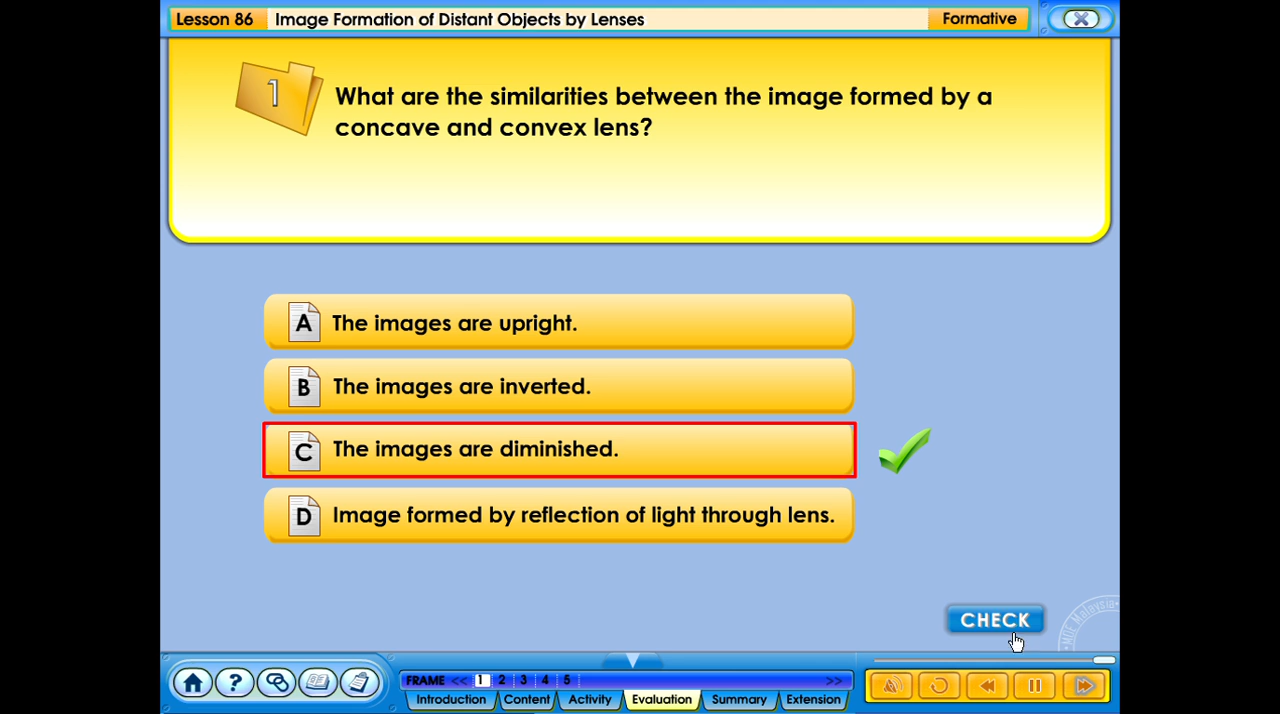 Lesson 86 Image Formation of Distant Objects by Lenses Formative
1
What are the similarities between the image formed by a
concave and convex lens?
A The images are upright.
B The images are inverted.
C The images are diminished.
D Image formed by reflection of light through lens.
CHECK
MOE Malaysia
?
FRAME << 1 2 3 4 5 >>
Introduction Content Activity Evaluation Summary Extension